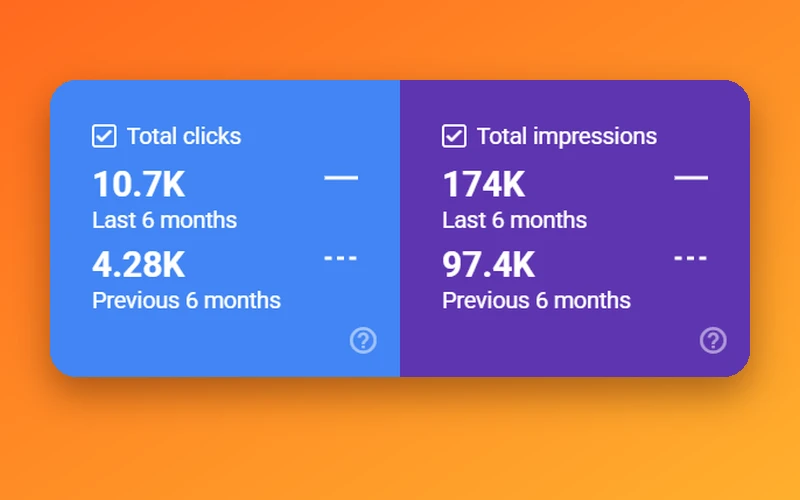 Total clicks
10.7K
Last 6 months
4.28K
Previous 6 months
Total impressions
174K
Last 6 months
97.4K
Previous 6 months